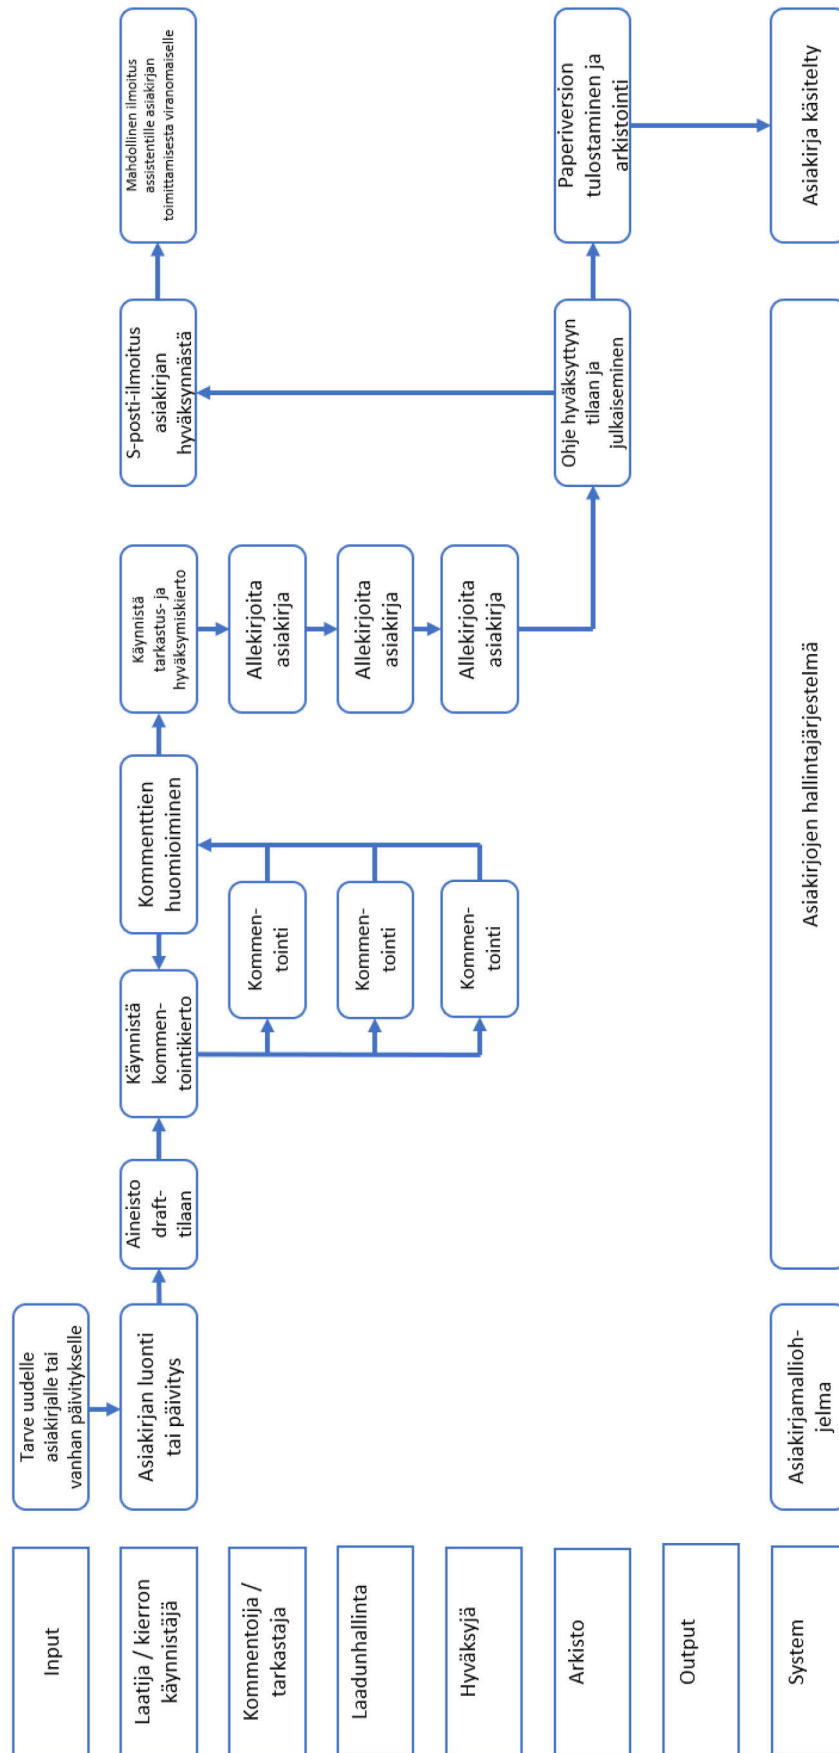 Input
Tarve uudelle
asiakirjalle tai
vanhan päivitykselle
Laatija / kierron
käynnistäjä
Asiakirjan luonti
tai päivitys
Aineisto
draft-
tilaan
Käynnistä
kommen-
tointikierto
Kommenttien
huomioiminen
Käynnistä
tarkastus- ja
hyväksymiskierto
S-posti-ilmoitus
asiakirjan
hyväksynnästä
Mahdollinen ilmoitus
assistentille asiakirjan
toimittamisesta viranomaiselle
Kommentoija /
tarkastaja
Kommen-
tointi
Allekirjoita
asiakirja
Laadunhallinta
Kommen-
tointi
Allekirjoita
asiakirja
Hyväksyjä
Kommen-
tointi
Allekirjoita
asiakirja
Arkisto
Ohje hyväksyttyyn
tilaan ja
julkaiseminen
Paperiversion
tulostaminen ja
arkistointi
Output
System
Asiakirjamallioh-
jelma
Asiakirjojen hallintajärjestelmä
Asiakirja käsitelty